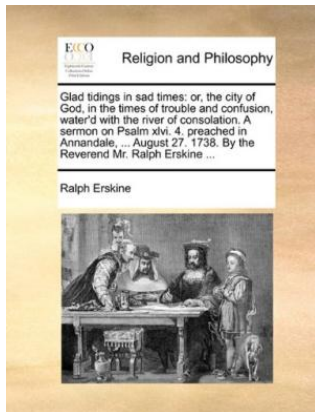 ECCO
Religion and Philosophy
Glad tidings in sad times: or, the city of
God, in the times of trouble and confusion,
water'd with the river of consolation. A
sermon on Psalm xlvi. 4. preached in
Annandale, ... August 27. 1738. By the
Reverend Mr. Ralph Erskine ...
Ralph Erskine